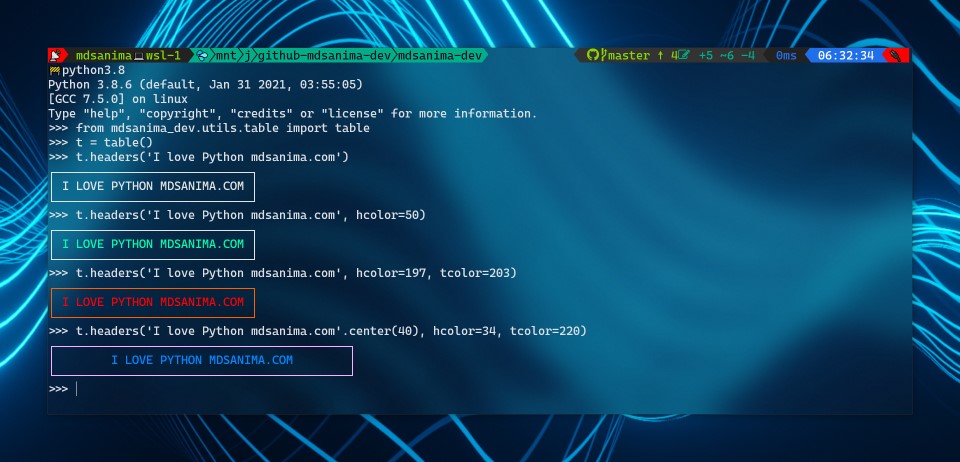 mdsanima wsl-1 /mnt/j/github-mdsanima-dev/mdsanima-dev master ↑ 4 +5 ~6 -4 0ms 06:32:34
python3.8
Python 3.8.6 (default, Jan 31 2021, 03:55:05)
[GCC 7.5.0] on linux
Type "help", "copyright", "credits" or "license" for more information.
>>> from mdsanima_dev.utils.table import table
>>> t = table()
>>> t.headers('I love Python mdsanima.com')
I LOVE PYTHON MDSANIMA.COM
>>> t.headers('I love Python mdsanima.com', hcolor=50)
I LOVE PYTHON MDSANIMA.COM
>>> t.headers('I love Python mdsanima.com', hcolor=197, tcolor=203)
I LOVE PYTHON MDSANIMA.COM
>>> t.headers('I love Python mdsanima.com'.center(40), hcolor=34, tcolor=220)
I LOVE PYTHON MDSANIMA.COM
>>>